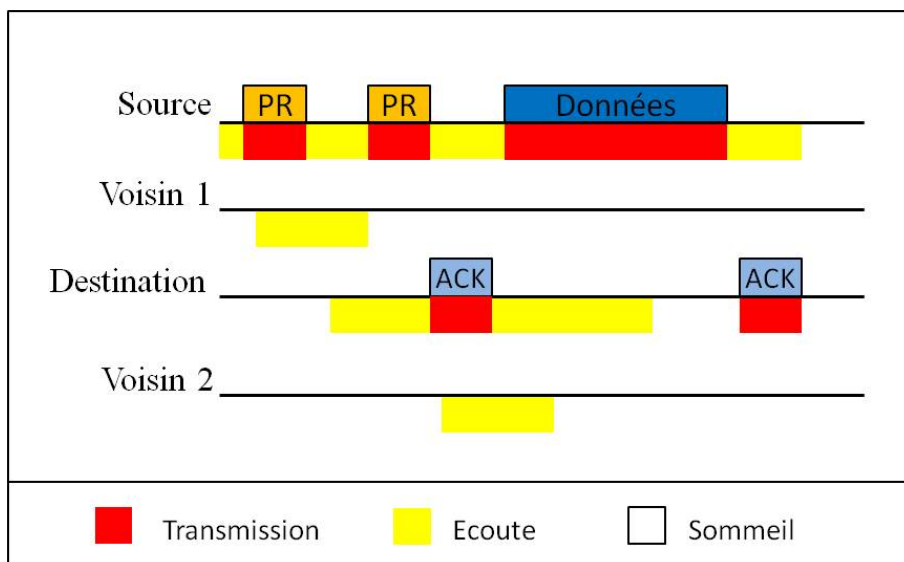 PR PR Données
Source
Voisin 1
ACK ACK
Destination
Voisin 2
Transmission Ecoute Sommeil